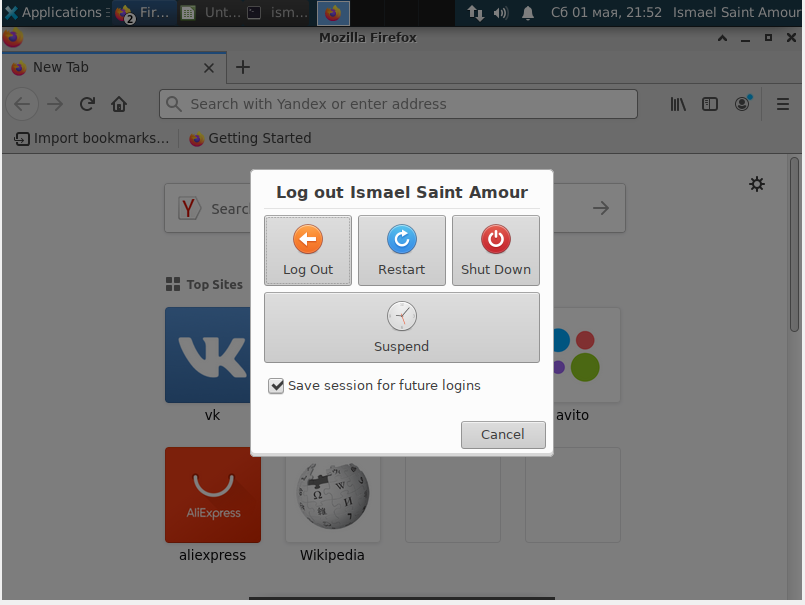 Applications Fir... Unt... ism... Сб 01 мая, 21:52 Ismael Saint Amour
2
Mozilla Firefox
New Tab
Search with Yandex or enter address
Import bookmarks... Getting Started
Log out Ismael Saint Amour
Y Searc
Log Out Restart Shut Down
Top Sites
Suspend
Save session for future logins
vk avito
Cancel
AliExpress
Ω W И
aliexpress Wikipedia